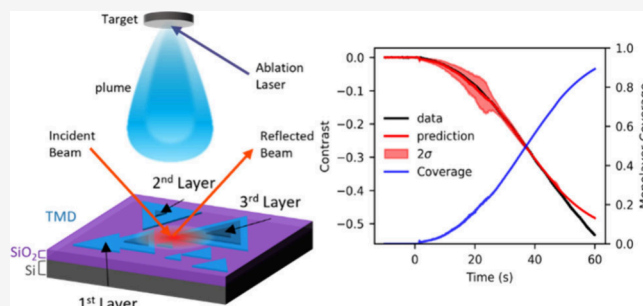 Target
Ablation
Laser
plume
Incident
Beam
Reflected
Beam
2nd Layer
3rd Layer
TMD
SiO2
Si
1st Layer
Contrast
0.0
−0.1
−0.2
−0.3
−0.4
−0.5
data
prediction
2σ
Coverage
1.0
0.8
0.6
0.4
0.2
0.0
Monolayer Coverage
0 20 40 60
Time (s)